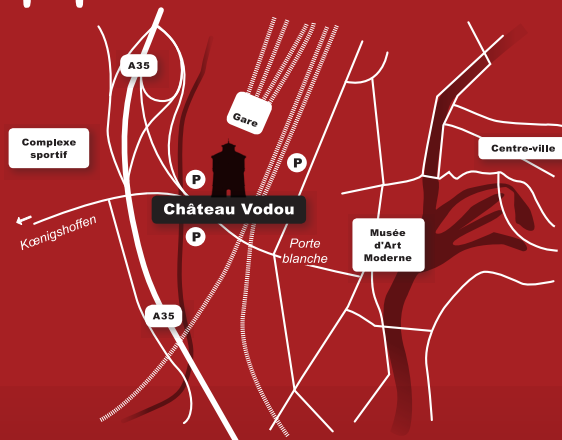 A35
Gare
Complexe
sportif
Centre-ville
P
P
Château Vodou
Kœnigshoffen
P
Porte
blanche
Musée
d'Art
Moderne
A35